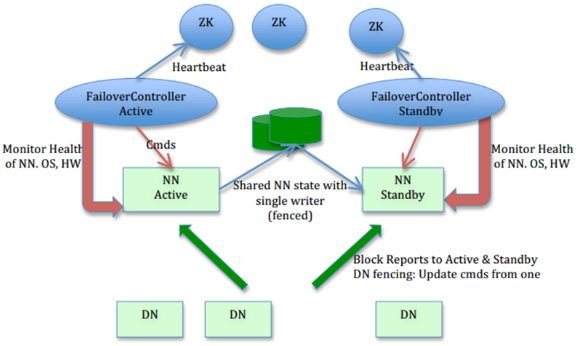 ZK
ZK
ZK
Heartbeat
Heartbeat
FailoverController
Active
FailoverController
Standby
Cmds
Monitor Health
of NN. OS, HW
Monitor Health
of NN. OS, HW
NN
Active
Shared NN state with
single writer
(fenced)
NN
Standby
Block Reports to Active & Standby
DN fencing: Update cmds from one
DN
DN
DN